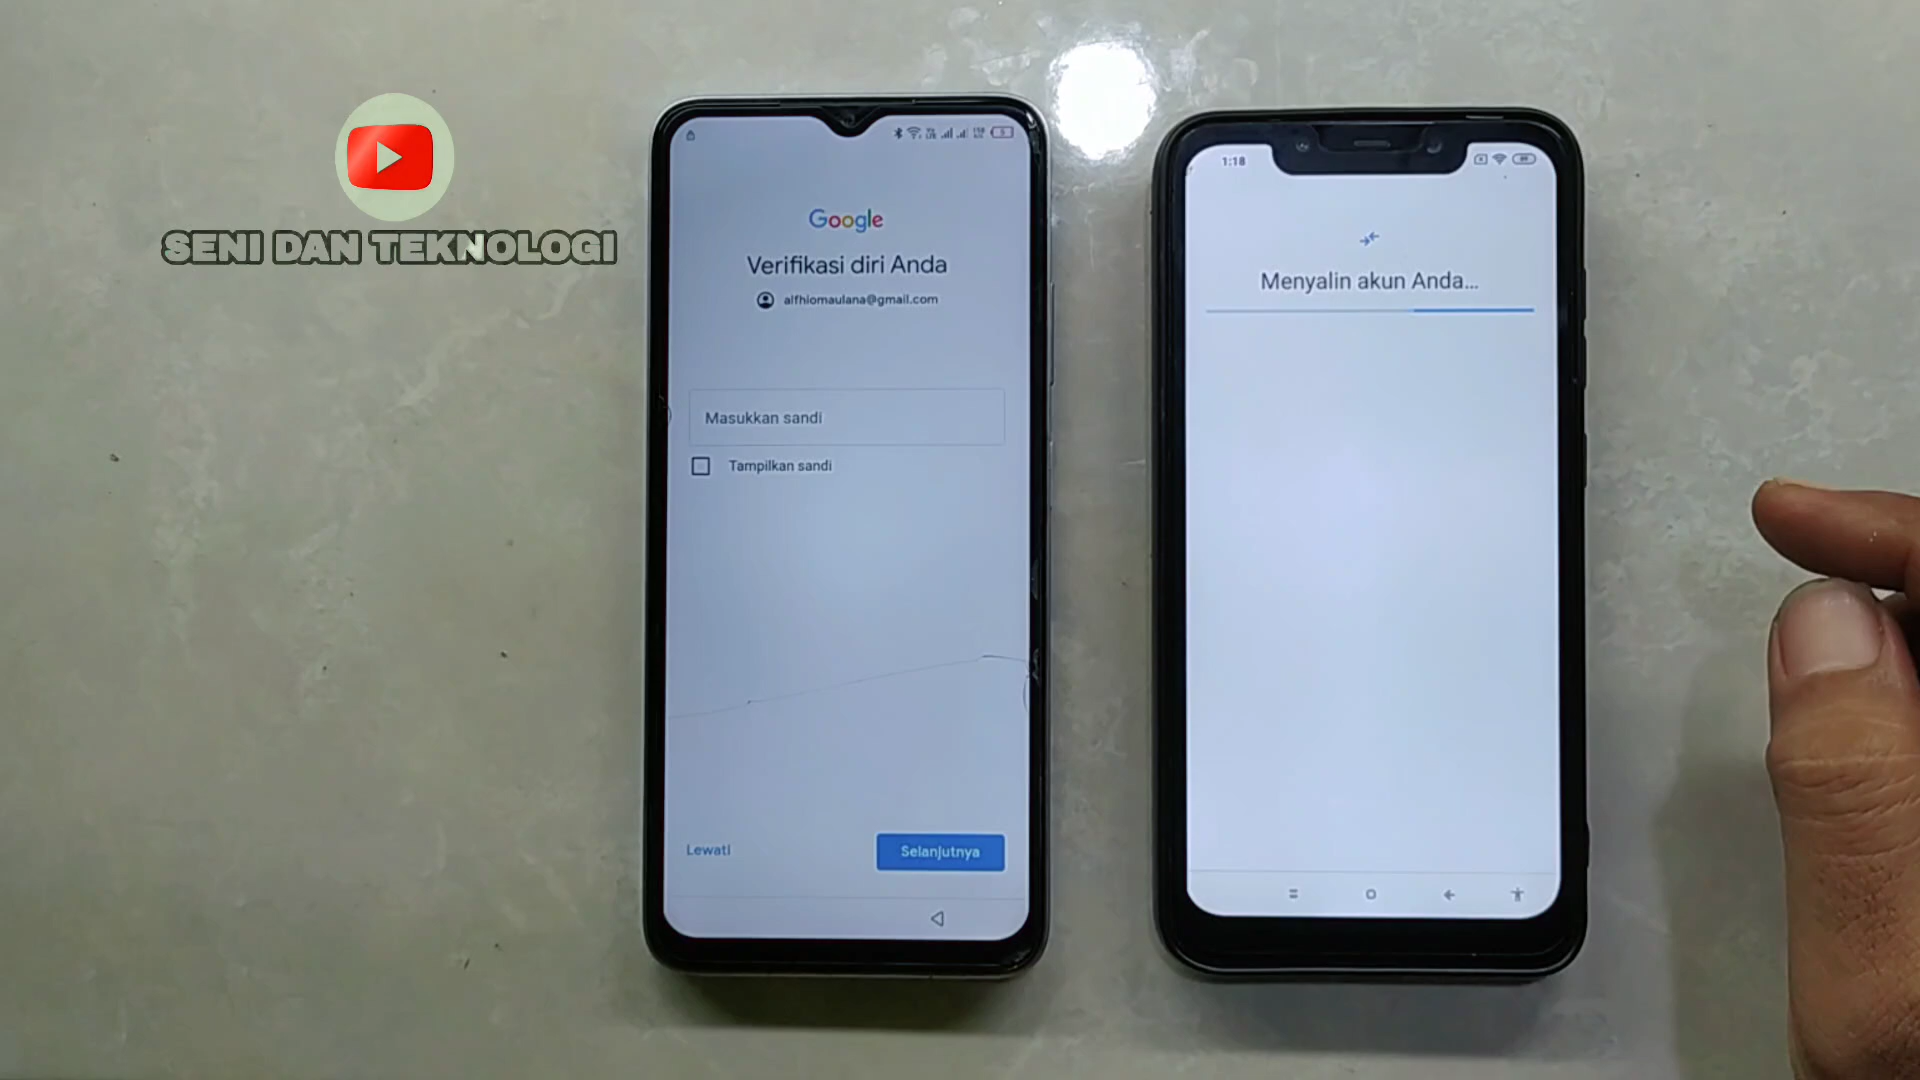 SENI DAN TEKNOLOGI
Google
Verifikasi diri Anda
alfhiomaulana@gmail.com
Masukkan sandi
Tampilkan sandi
Lewati
Selanjutnya
1:18
Menyalin akun Anda...